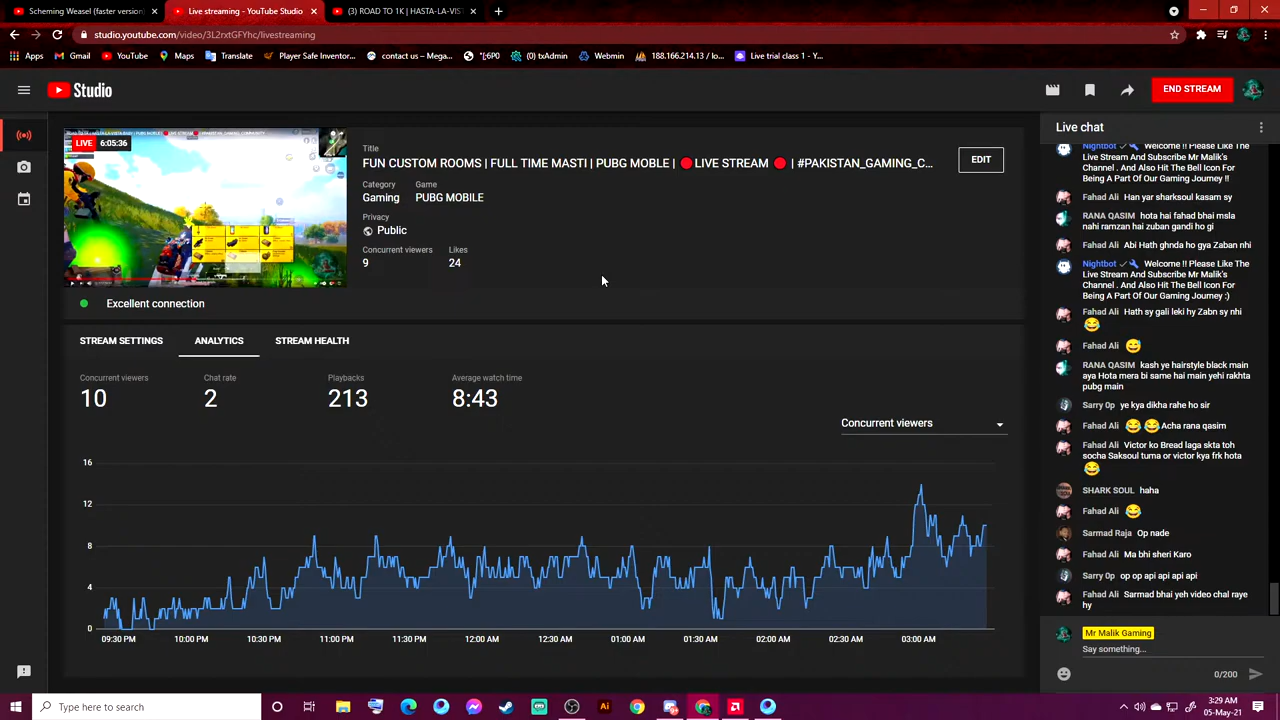 Scheming Weasel (faster version)
Live streaming - YouTube Studio
(3) ROAD TO 1K | HASTA-LA-VIST
studio.youtube.com/video/3L2rxtGFYhc/livestreaming
Apps
Gmail
YouTube
Maps
Translate
Player Safe Inventor...
contact us – Mega...
(0) txAdmin
Webmin
188.166.214.13 / lo...
Live trial class 1 - Y...
Studio
END STREAM
LIVE 6:05:36
Title
FUN CUSTOM ROOMS | FULL TIME MASTI | PUBG MOBLE | 🔴LIVE STREAM 🔴 | #PAKISTAN_GAMING_C...
EDIT
Category
Gaming
Game
PUBG MOBILE
Privacy
Public
Concurrent viewers
9
Likes
24
Excellent connection
STREAM SETTINGS
ANALYTICS
STREAM HEALTH
Concurrent viewers
10
Chat rate
2
Playbacks
213
Average watch time
8:43
Concurrent viewers
16
12
8
4
0
09:30 PM
10:00 PM
10:30 PM
11:00 PM
11:30 PM
12:00 AM
12:30 AM
01:00 AM
01:30 AM
02:00 AM
02:30 AM
03:00 AM
Live chat
Nightbot Welcome !! Please Like The
Live Stream And Subscribe Mr Malik's
Channel . And Also Hit The Bell Icon For
Being A Part Of Our Gaming Journey !!
Fahad Ali Han yar sharksoul kasam sy
RANA QASIM hota hai fahad bhai msla
nahi ramzan hai zuban gandi ho gi
Fahad Ali Abi Hath ghnda ho gya Zaban nhi
Nightbot Welcome !! Please Like The
Live Stream And Subscribe Mr Malik's
Channel . And Also Hit The Bell Icon For
Being A Part Of Our Gaming Journey :)
Fahad Ali Hath sy gali leki hy Zabn sy nhi
😂
Fahad Ali 😅
RANA QASIM kash ye hairstyle black main
aya Hota mera bi same hai main yehi rakhta
pubg main
Sarry 0p ye kya dikha rahe ho sir
Fahad Ali 😂😂 Acha rana qasim
Fahad Ali Victor ko Bread laga skta toh
socha Saksoul tuma or victor kya frk hota
😂
SHARK SOUL haha
Fahad Ali 😂
Sarmad Raja Op nade
Fahad Ali Ma bhi sheri Karo
Sarry 0p op op api api api api
Fahad Ali Sarmad bhai yeh video chal raye
hy
Mr Malik Gaming
Say something...
0/200
Type here to search
3:29 AM
05-May-21